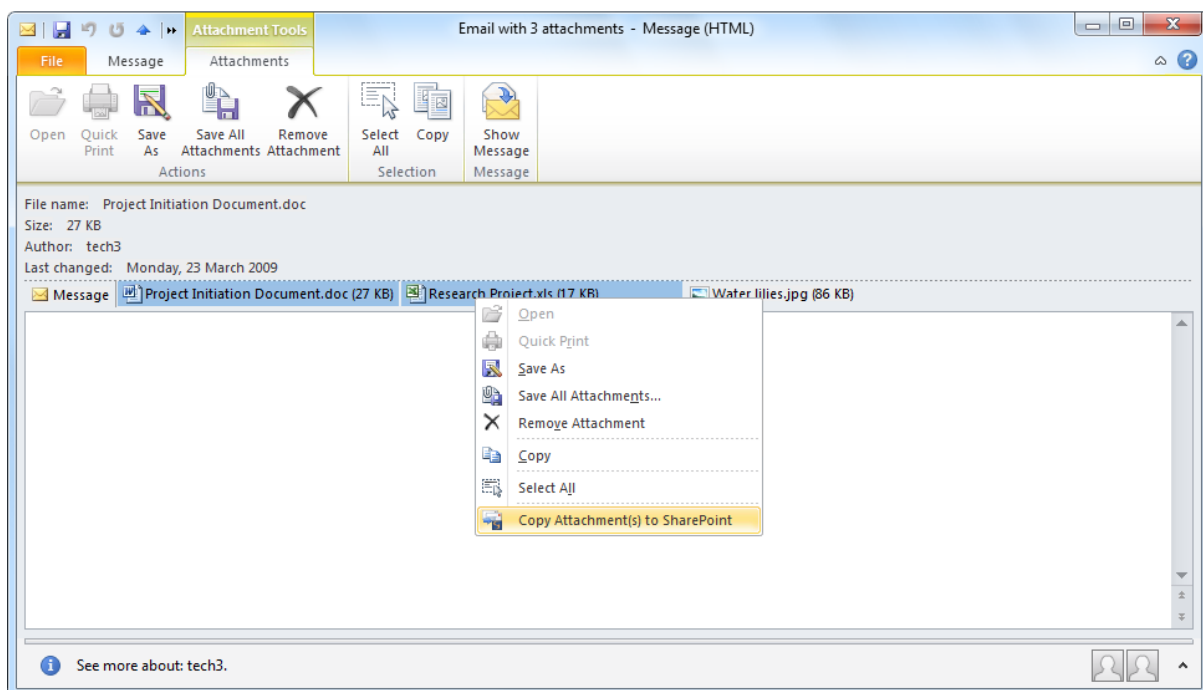 Attachment Tools
Email with 3 attachments - Message (HTML)
File Message Attachments
Open Quick Print Save As Save All Attachments Remove Attachment Select All Copy Show Message
Actions Selection Message
File name: Project Initiation Document.doc
Size: 27 KB
Author: tech3
Last changed: Monday, 23 March 2009
Message Project Initiation Document.doc (27 KB) Research Project.xls (17 KB) Water lilies.jpg (86 KB)
Open
Quick Print
Save As
Save All Attachments...
Remove Attachment
Copy
Select All
Copy Attachment(s) to SharePoint
See more about: tech3.